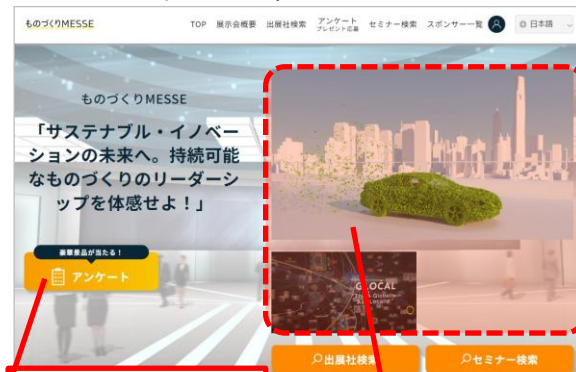 ものづくりMESSE
TOP 展示会概要 出展社検索 アンケート セミナー検索 スポンサー一覧 日本語
プレゼント応募
ものづくりMESSE
「サステナブル・イノベー
ションの未来へ。持続可能
なものづくりのリーダーシ
ップを体感せよ！」
豪華景品が当たる！
アンケート
GLOCAL
出展社検索
セミナー検索